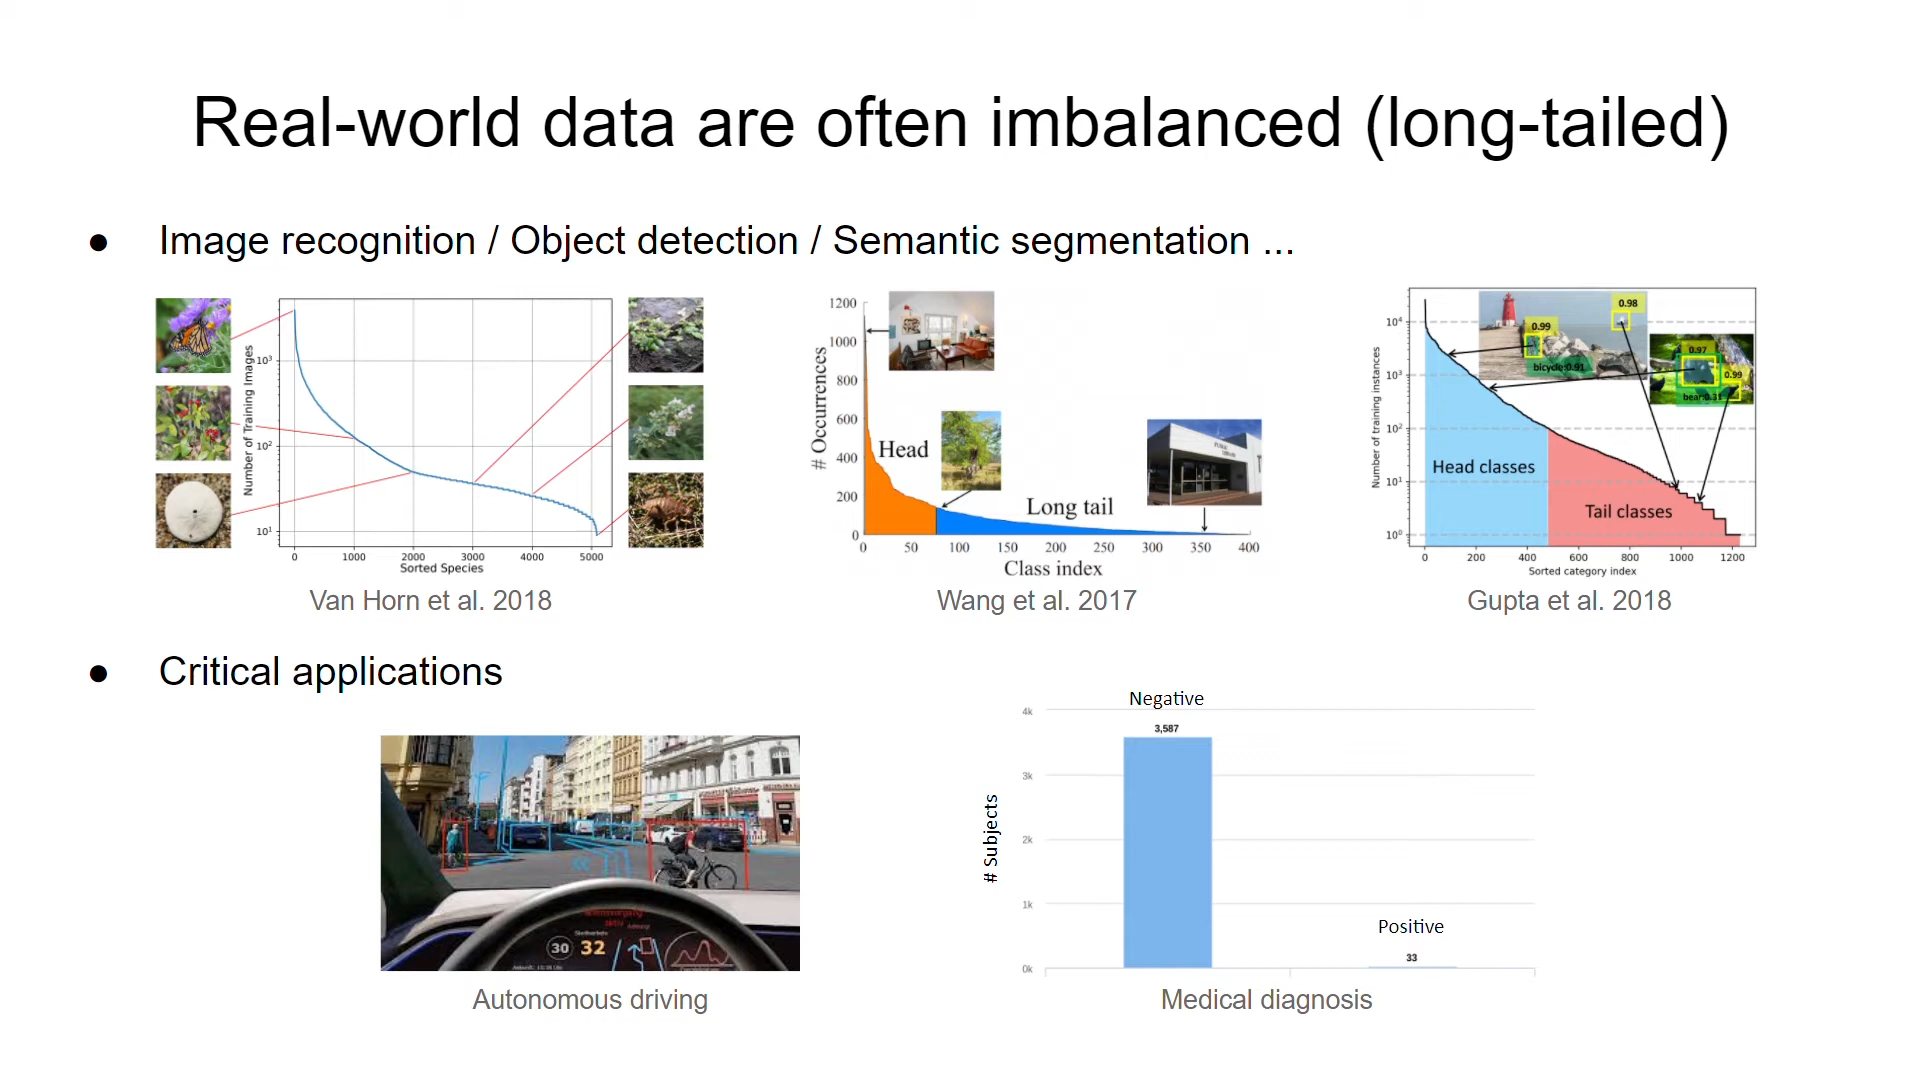 Real-world data are often imbalanced (long-tailed)
● Image recognition / Object detection / Semantic segmentation ...
Number of Training Images
10³
10²
10¹
0 1000 2000 3000 4000 5000
Sorted Species
Van Horn et al. 2018
# Occurrences
1200
1000
800
600
400
200
0
Head
Long tail
0 50 100 150 200 250 300 350 400
Class index
Wang et al. 2017
Number of training instances
10⁴
10³
10²
10¹
10⁰
0.98
0.99
bicycle:0.91
0.97
0.99
bear:0.31
Head classes
Tail classes
0 200 400 600 800 1000 1200
Sorted category index
Gupta et al. 2018
● Critical applications
30 32
Autonomous driving
# Subjects
4k
3k
2k
1k
0k
Negative
3,587
Positive
33
Medical diagnosis